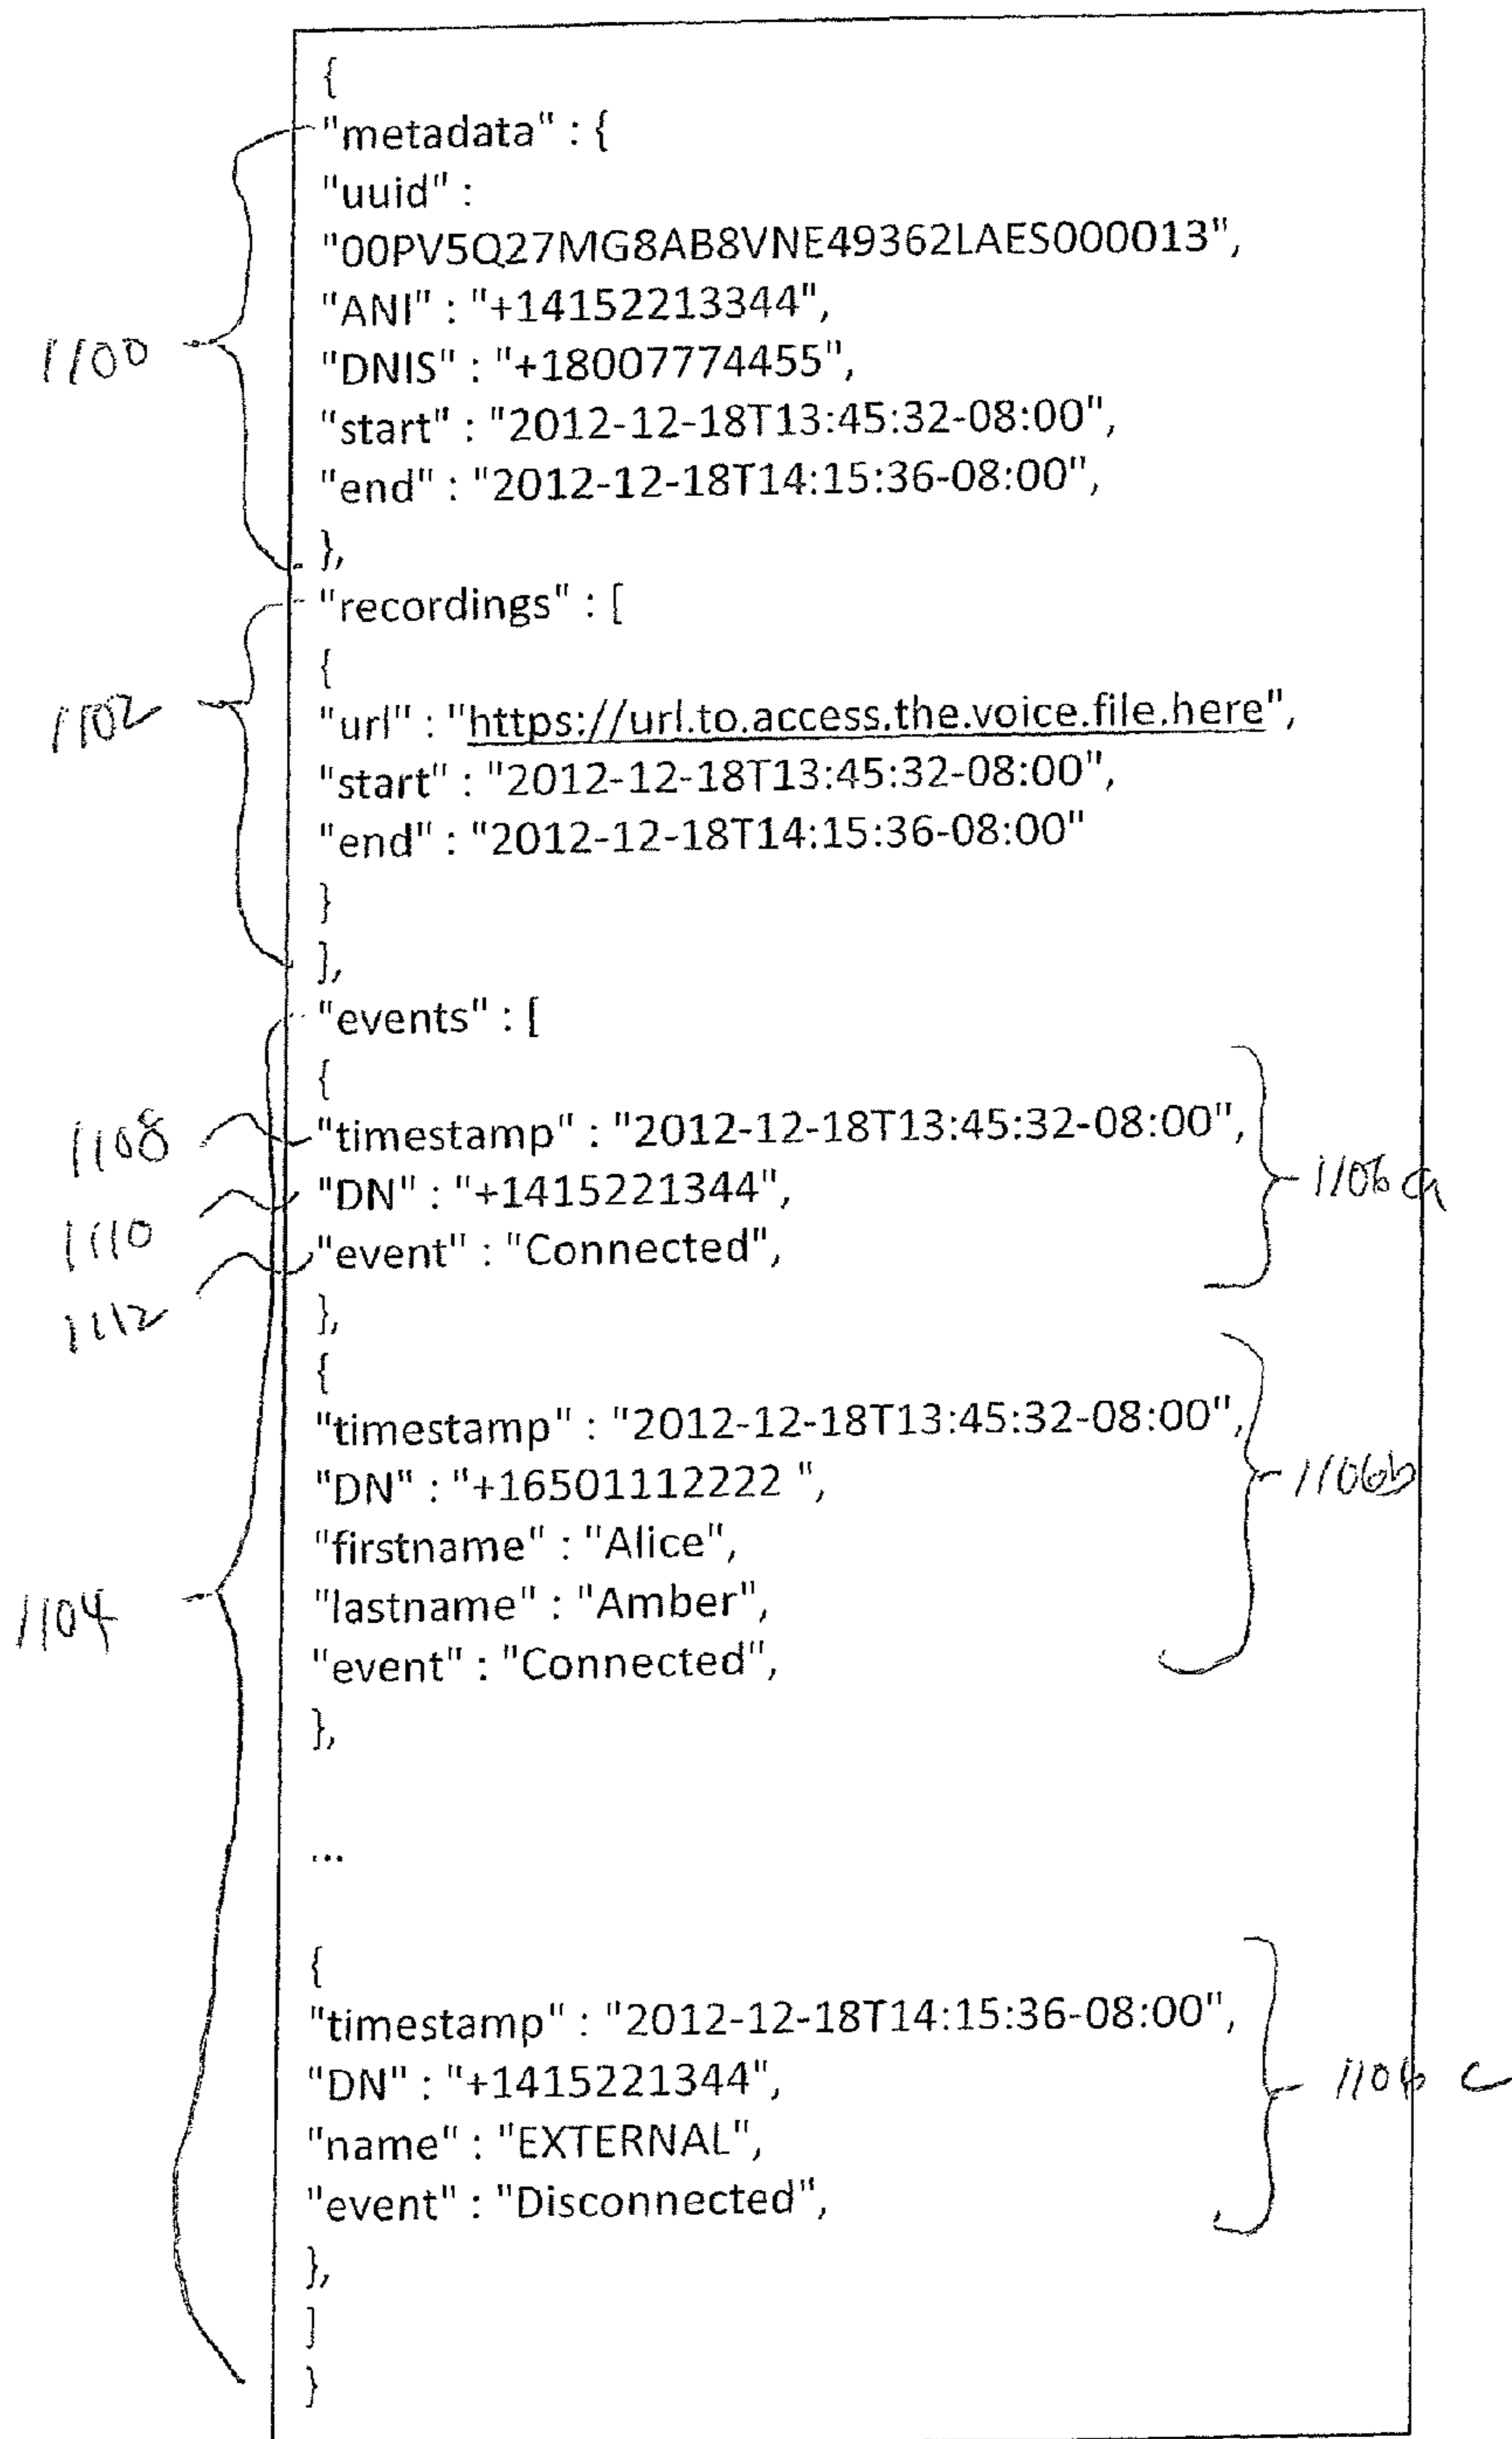 {
"metadata" : {
"uuid" :
"00PV5Q27MG8AB8VNE49362LAES000013",
"ANI" : "+14152213344",
1100
"DNIS" : "+18007774455",
"start" : "2012-12-18T13:45:32-08:00",
"end" : "2012-12-18T14:15:36-08:00",
},
"recordings" : [
{
1102
"url" : "https://url.to.access.the.voice.file.here",
"start" : "2012-12-18T13:45:32-08:00",
"end" : "2012-12-18T14:15:36-08:00"
}
],
"events" : [
{
1108
"timestamp" : "2012-12-18T13:45:32-08:00",
1110
"DN" : "+1415221344",
1106a
1112
"event" : "Connected",
},
{
"timestamp" : "2012-12-18T13:45:32-08:00",
"DN" : "+16501112222 ",
1106b
"firstname" : "Alice",
1104
"lastname" : "Amber",
"event" : "Connected",
},
...
{
"timestamp" : "2012-12-18T14:15:36-08:00",
"DN" : "+1415221344",
1106c
"name" : "EXTERNAL",
"event" : "Disconnected",
},
]
}